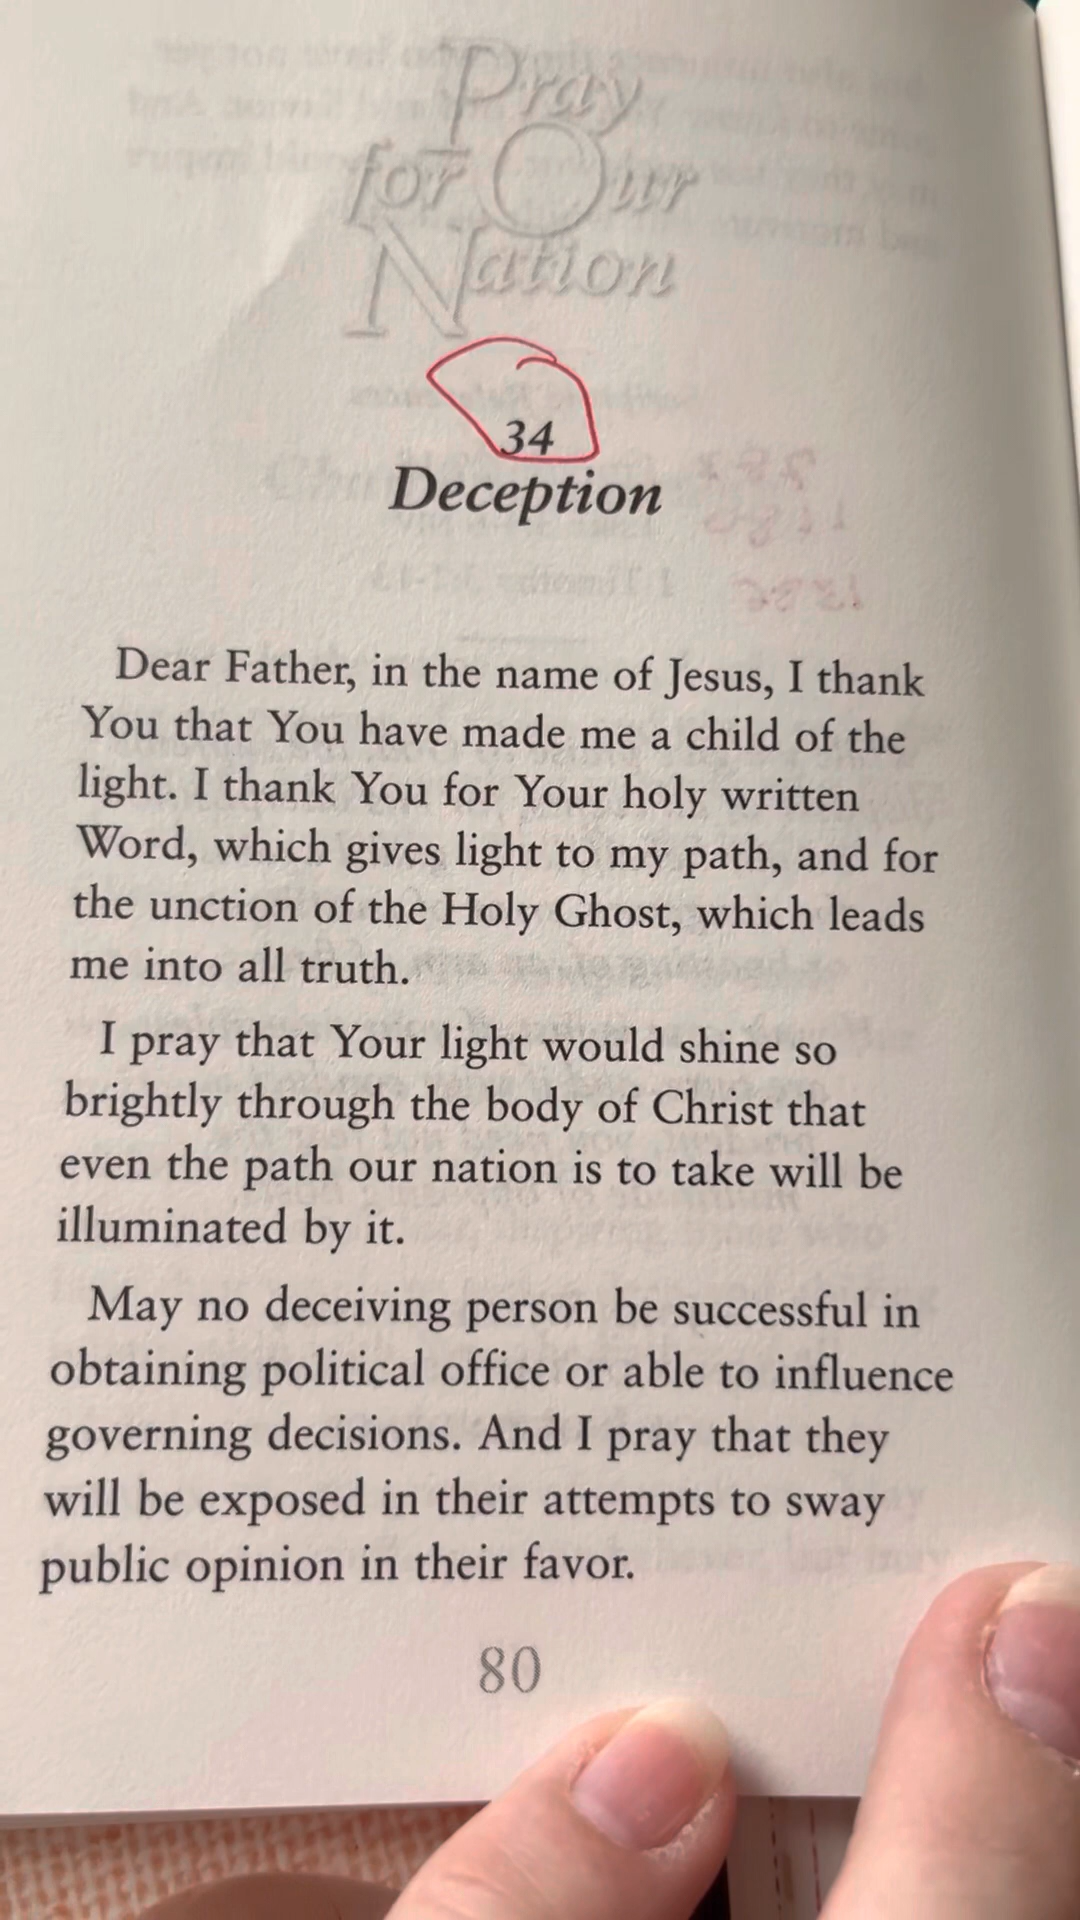 Pray
for Our
Nation
34
Deception
Dear Father, in the name of Jesus, I thank
You that You have made me a child of the
light. I thank You for Your holy written
Word, which gives light to my path, and for
the unction of the Holy Ghost, which leads
me into all truth.
I pray that Your light would shine so
brightly through the body of Christ that
even the path our nation is to take will be
illuminated by it.
May no deceiving person be successful in
obtaining political office or able to influence
governing decisions. And I pray that they
will be exposed in their attempts to sway
public opinion in their favor.
80